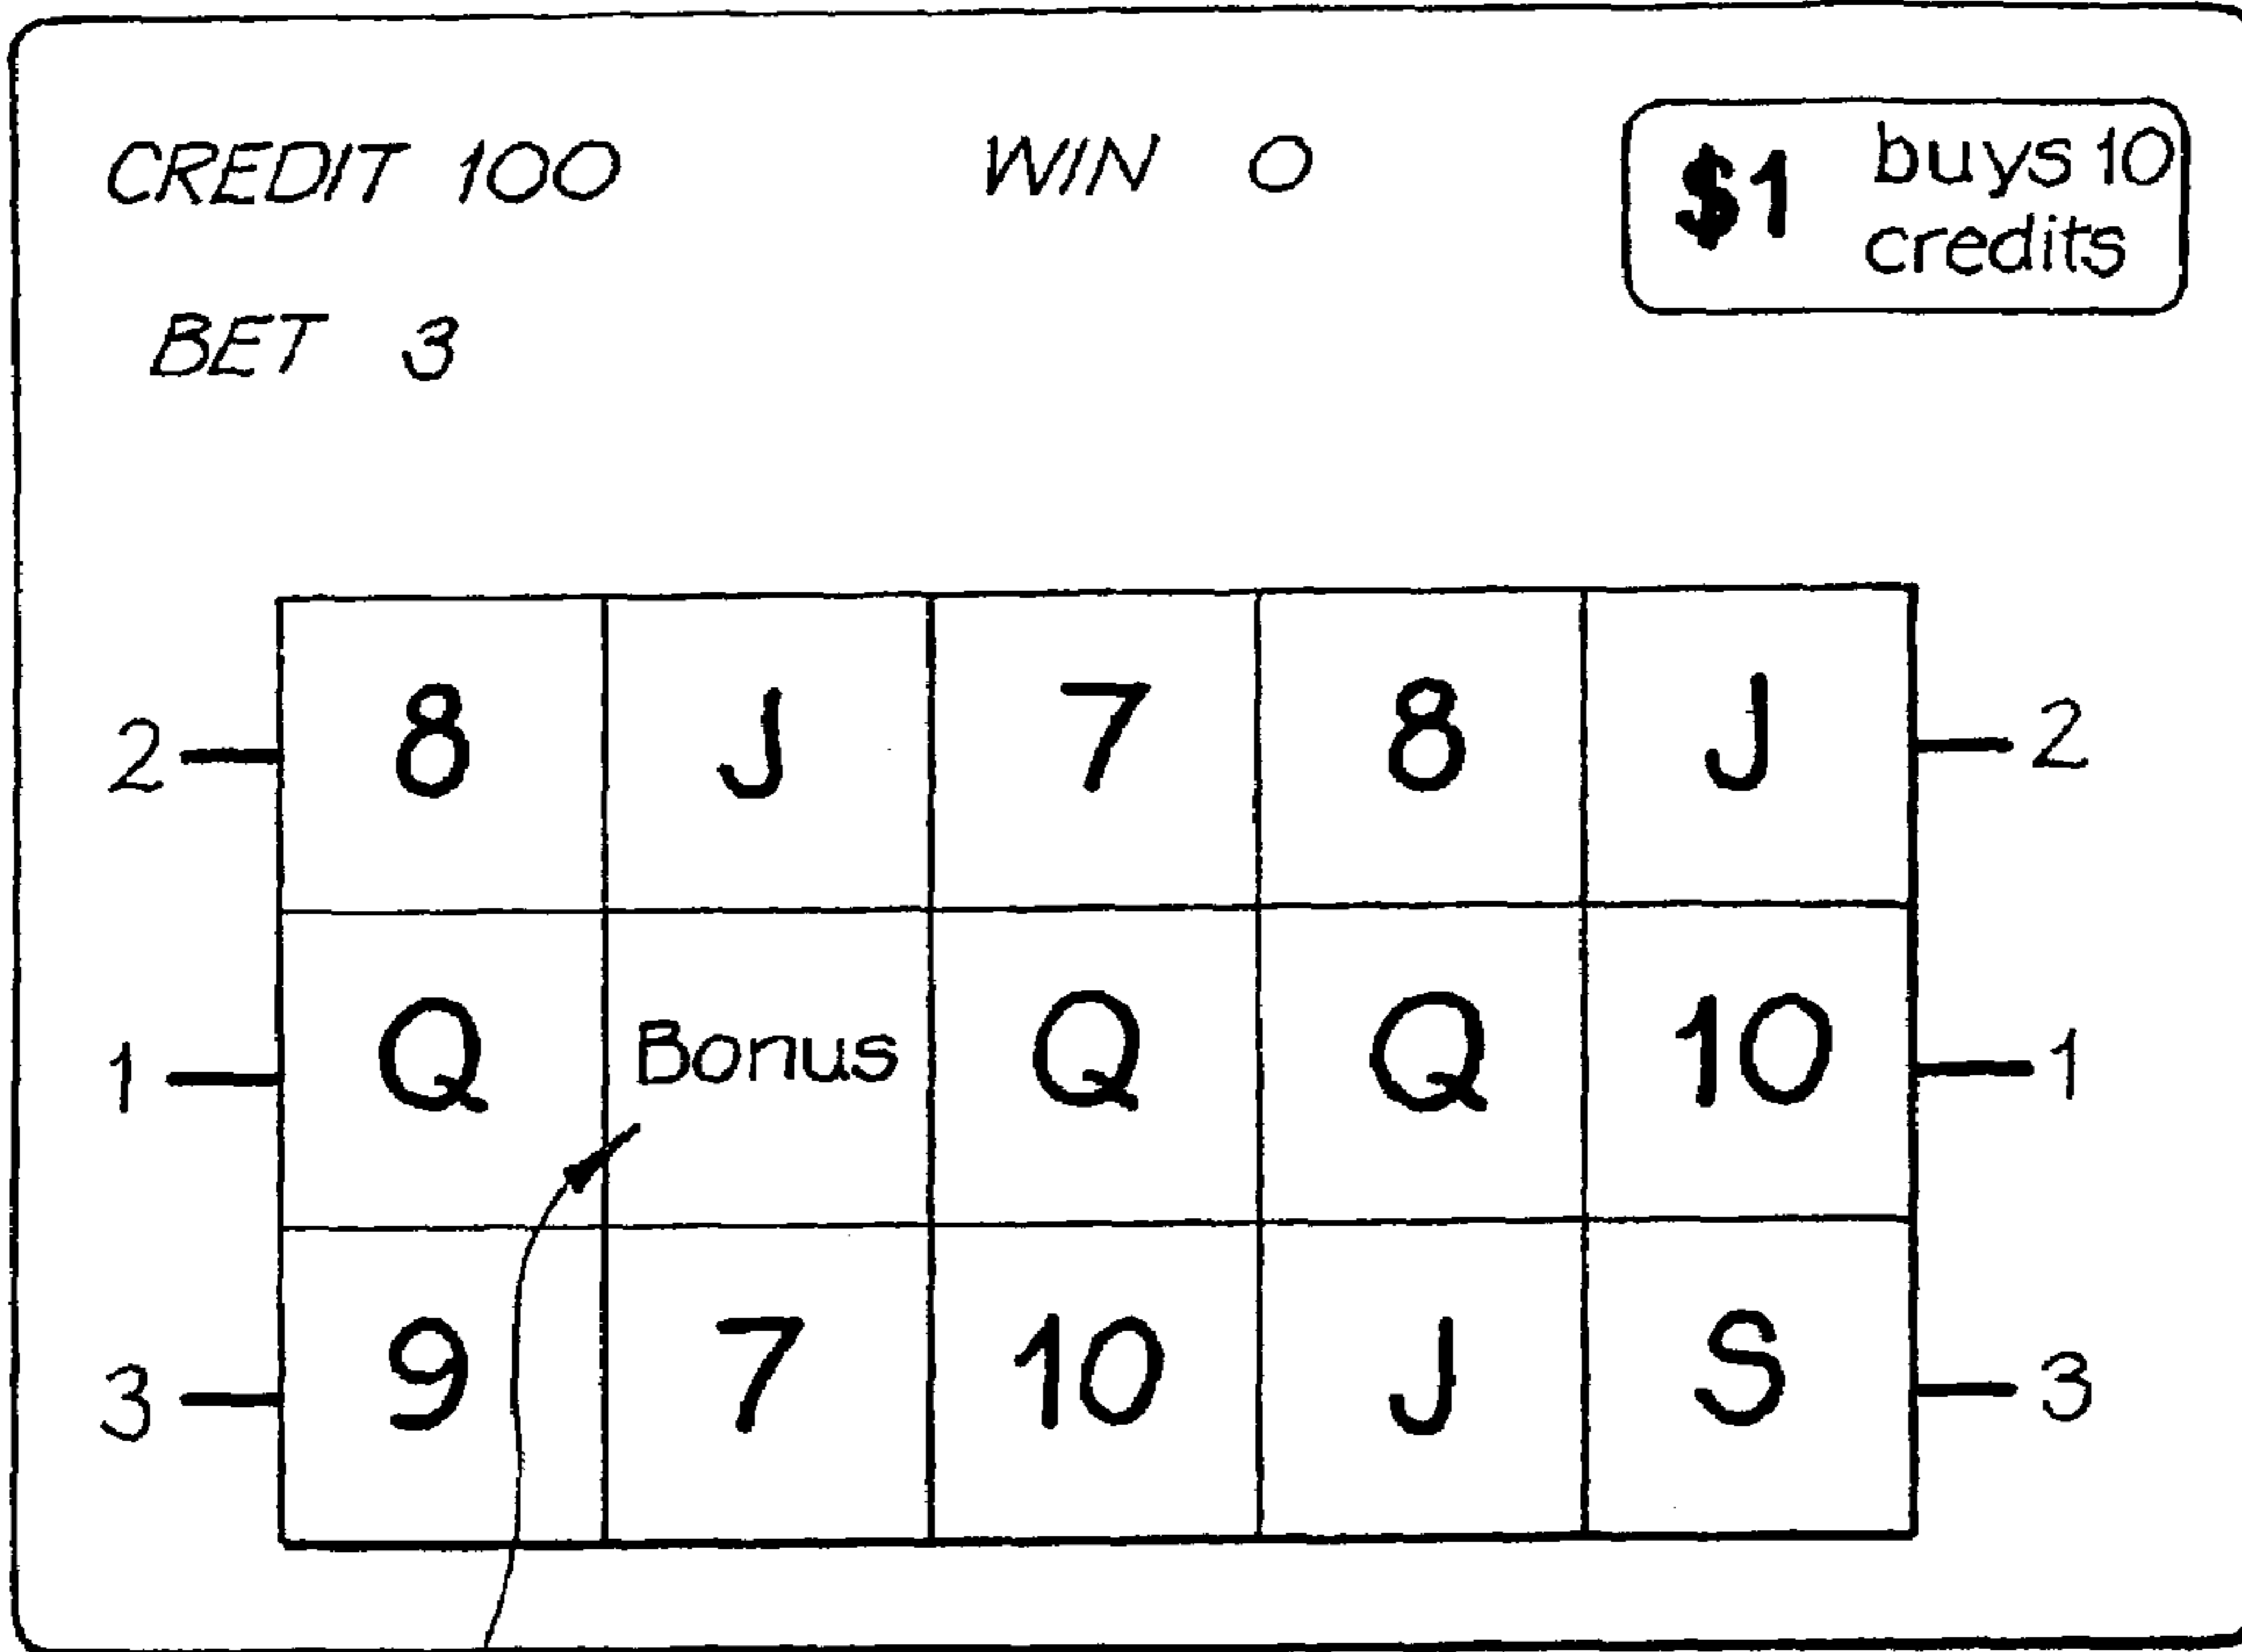 CREDIT 100 WIN 0 $1 buys 10
credits
BET 3
2 8 J 7 8 J 2
1 Q Bonus Q Q 10 1
3 9 7 10 J S 3